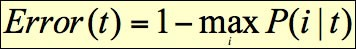 Error(t) = 1 − max P(i | t)
i